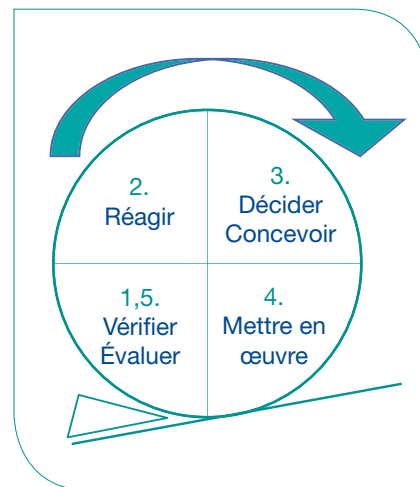 2.
Réagir
3.
Décider
Concevoir
1,5.
Vérifier
Évaluer
4.
Mettre en
œuvre